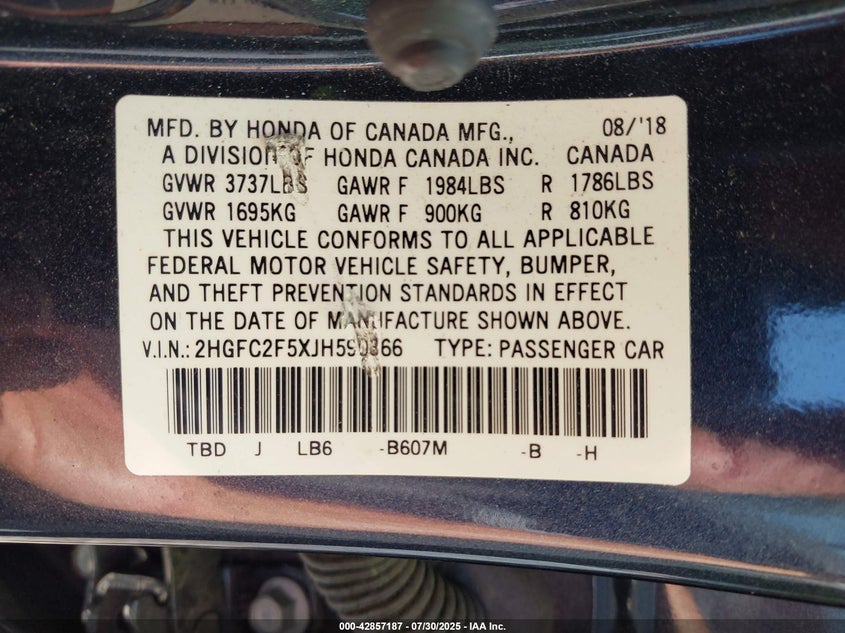 MFD. BY HONDA OF CANADA MFG., 08/'18
A DIVISION OF HONDA CANADA INC. CANADA
GVWR 3737LBS GAWR F 1984LBS R 1786LBS
GVWR 1695KG GAWR F 900KG R 810KG
THIS VEHICLE CONFORMS TO ALL APPLICABLE
FEDERAL MOTOR VEHICLE SAFETY, BUMPER,
AND THEFT PREVENTION STANDARDS IN EFFECT
ON THE DATE OF MANUFACTURE SHOWN ABOVE.
V.I.N.: 2HGFC2F5XJH590366 TYPE: PASSENGER CAR
TBD J LB6 -B607M -B -H
000-42857187 - 07/30/2025 - IAA Inc.